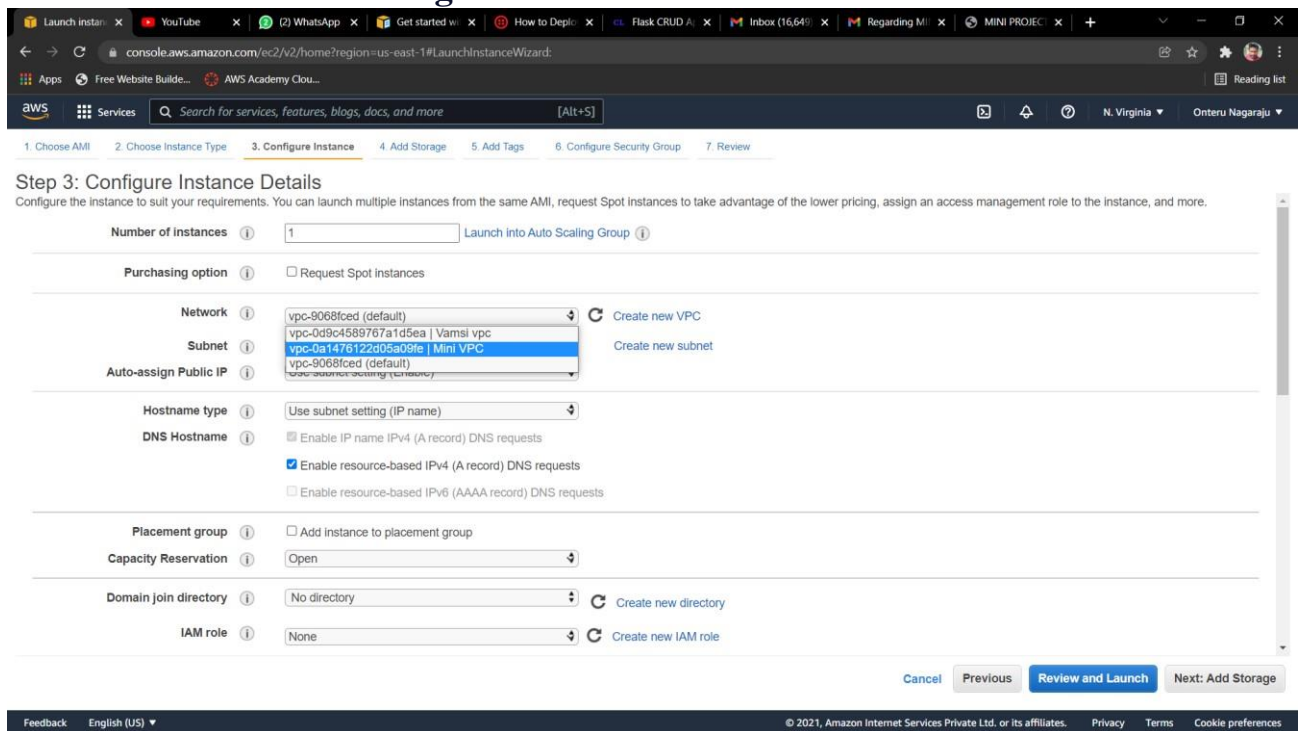 Launch instan
YouTube
(2) WhatsApp
Get started wi
How to Deplo
CL Flask CRUD A
Inbox (16,649)
Regarding MI
MINI PROJEC
console.aws.amazon.com/ec2/v2/home?region=us-east-1#LaunchInstanceWizard:
Apps Free Website Builde... AWS Academy Clou... Reading list
aws Services Search for services, features, blogs, docs, and more [Alt+S] N. Virginia ▼ Onteru Nagaraju ▼
1. Choose AMI 2. Choose Instance Type 3. Configure Instance 4. Add Storage 5. Add Tags 6. Configure Security Group 7. Review
Step 3: Configure Instance Details
Configure the instance to suit your requirements. You can launch multiple instances from the same AMI, request Spot instances to take advantage of the lower pricing, assign an access management role to the instance, and more.
Number of instances 1 Launch into Auto Scaling Group
Purchasing option Request Spot instances
Network vpc-9068fced (default) Create new VPC
vpc-0d9c4589767a1d5ea | Vamsi vpc
Subnet vpc-0a1476122d05a09fe | Mini VPC Create new subnet
vpc-9068fced (default)
Auto-assign Public IP Use subnet setting (Enable)
Hostname type Use subnet setting (IP name)
DNS Hostname Enable IP name IPv4 (A record) DNS requests
Enable resource-based IPv4 (A record) DNS requests
Enable resource-based IPv6 (AAAA record) DNS requests
Placement group Add instance to placement group
Capacity Reservation Open
Domain join directory No directory Create new directory
IAM role None Create new IAM role
Cancel Previous Review and Launch Next: Add Storage
Feedback English (US) ▼ © 2021, Amazon Internet Services Private Ltd. or its affiliates. Privacy Terms Cookie preferences